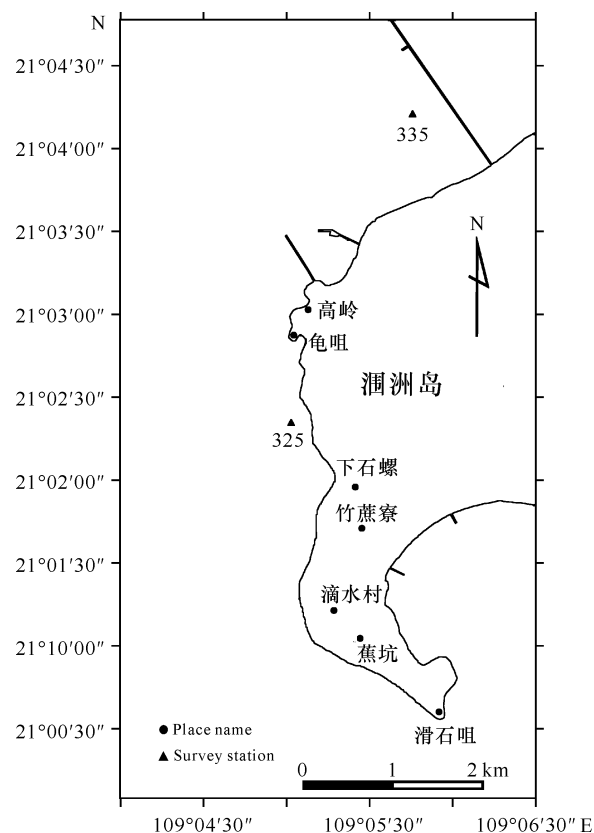 N
21°04′30″
335
21°04′00″
21°03′30″
N
21°03′00″
高岭
龟咀
涠洲岛
21°02′30″
325
下石螺
21°02′00″
竹蔗寮
21°01′30″
滴水村
21°10′00″
蕉坑
21°00′30″
滑石咀
Place name
Survey station
0 1 2 km
109°04′30″ 109°05′30″ 109°06′30″ E